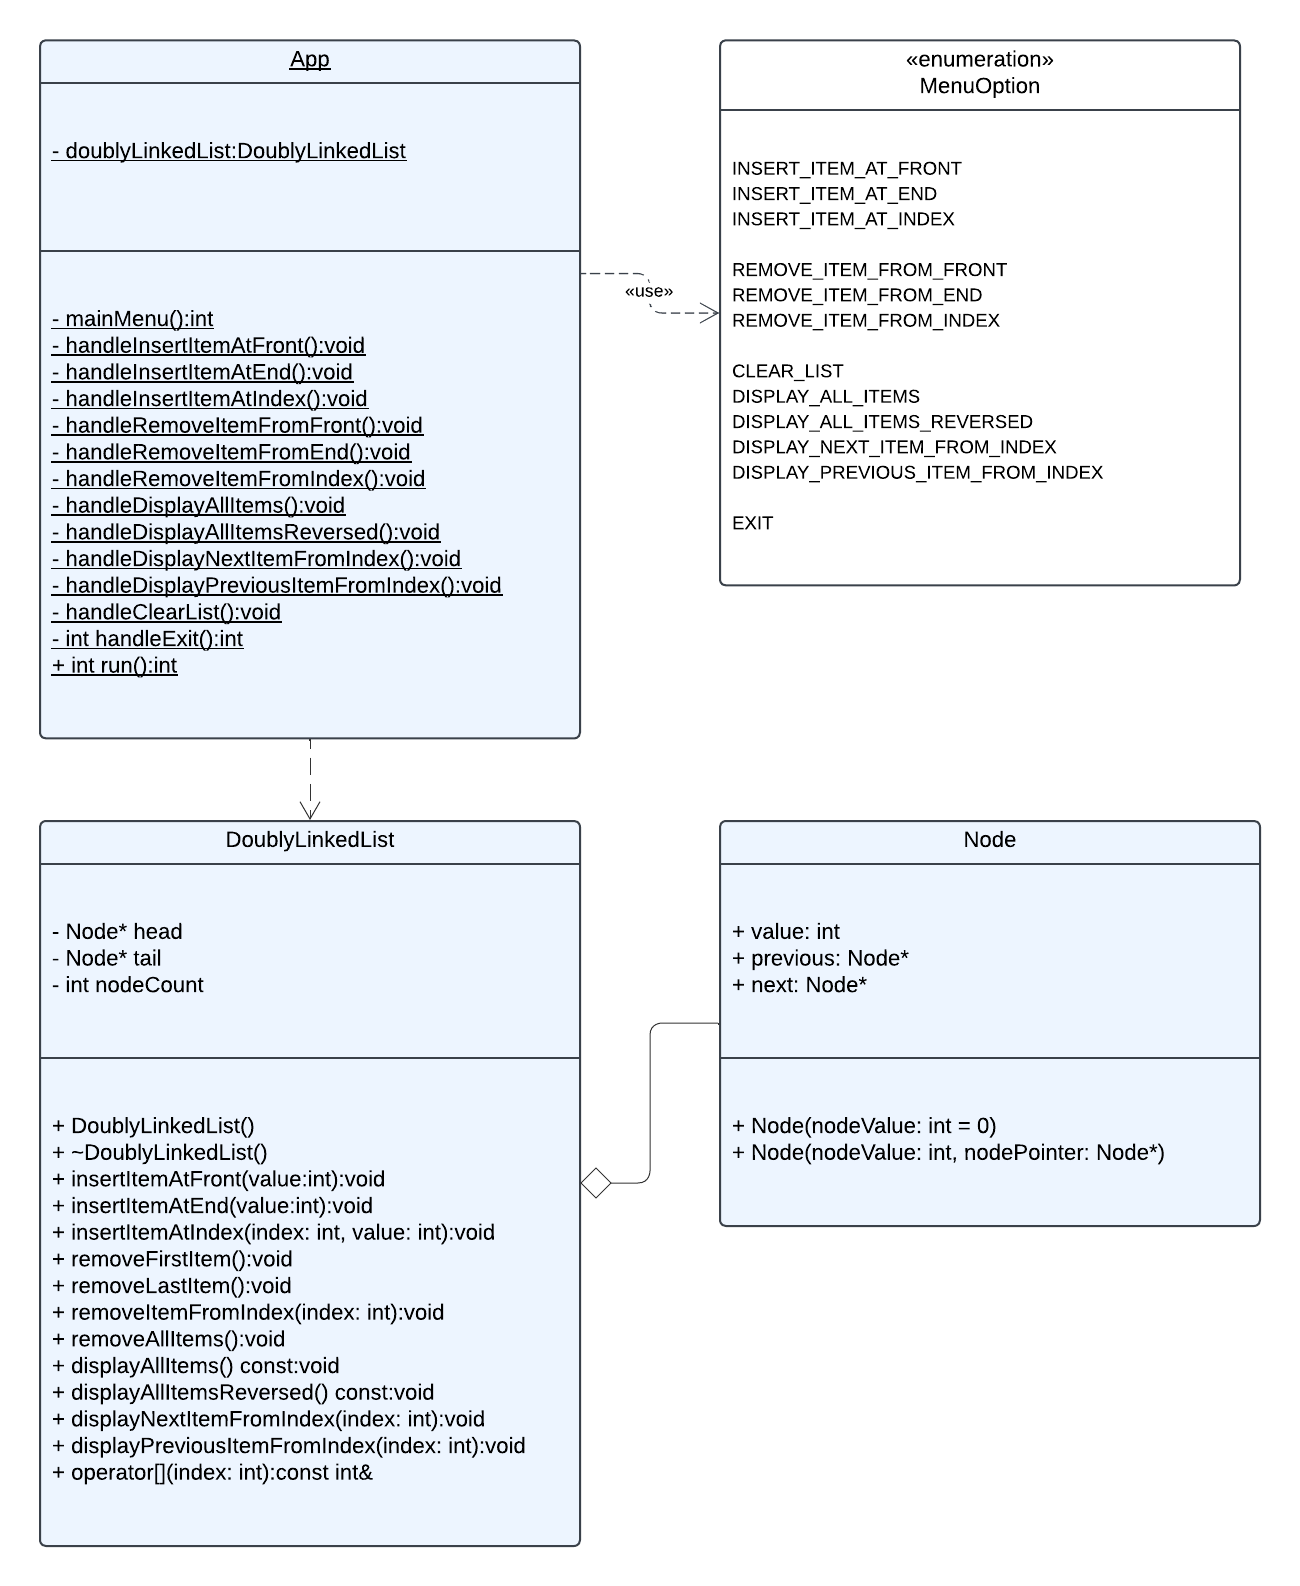 App
- doublyLinkedList:DoublyLinkedList
- mainMenu():int
- handleInsertItemAtFront():void
- handleInsertItemAtEnd():void
- handleInsertItemAtIndex():void
- handleRemoveItemFromFront():void
- handleRemoveItemFromEnd():void
- handleRemoveItemFromIndex():void
- handleDisplayAllItems():void
- handleDisplayAllItemsReversed():void
- handleDisplayNextItemFromIndex():void
- handleDisplayPreviousItemFromIndex():void
- handleClearList():void
- int handleExit():int
+ int run():int
«use»
«enumeration»
MenuOption
INSERT_ITEM_AT_FRONT
INSERT_ITEM_AT_END
INSERT_ITEM_AT_INDEX
REMOVE_ITEM_FROM_FRONT
REMOVE_ITEM_FROM_END
REMOVE_ITEM_FROM_INDEX
CLEAR_LIST
DISPLAY_ALL_ITEMS
DISPLAY_ALL_ITEMS_REVERSED
DISPLAY_NEXT_ITEM_FROM_INDEX
DISPLAY_PREVIOUS_ITEM_FROM_INDEX
EXIT
DoublyLinkedList
- Node* head
- Node* tail
- int nodeCount
+ DoublyLinkedList()
+ ~DoublyLinkedList()
+ insertItemAtFront(value:int):void
+ insertItemAtEnd(value:int):void
+ insertItemAtIndex(index: int, value: int):void
+ removeFirstItem():void
+ removeLastItem():void
+ removeItemFromIndex(index: int):void
+ removeAllItems():void
+ displayAllItems() const:void
+ displayAllItemsReversed() const:void
+ displayNextItemFromIndex(index: int):void
+ displayPreviousItemFromIndex(index: int):void
+ operator[](index: int):const int&
Node
+ value: int
+ previous: Node*
+ next: Node*
+ Node(nodeValue: int = 0)
+ Node(nodeValue: int, nodePointer: Node*)